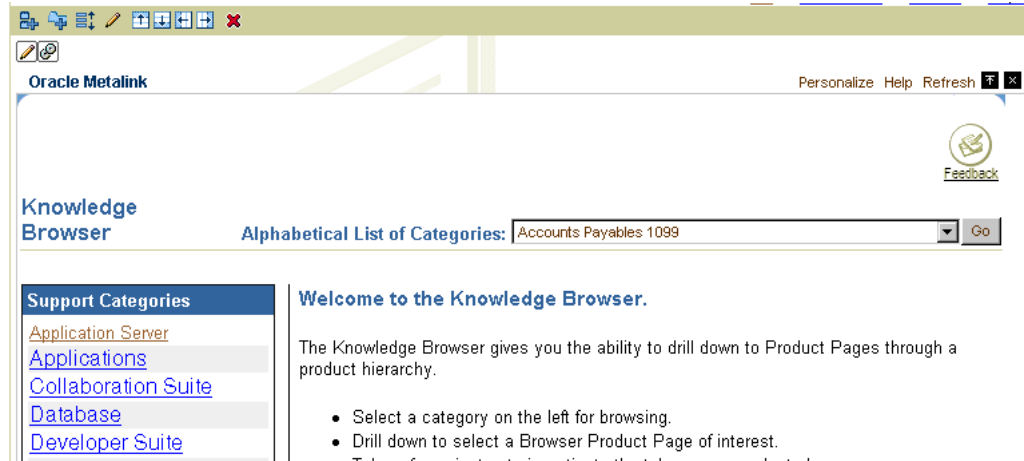 Oracle Metalink
Personalize Help Refresh
Feedback
Knowledge
Browser
Alphabetical List of Categories: Accounts Payables 1099 Go
Support Categories
Application Server
Applications
Collaboration Suite
Database
Developer Suite
Welcome to the Knowledge Browser.
The Knowledge Browser gives you the ability to drill down to Product Pages through a
product hierarchy.
• Select a category on the left for browsing.
• Drill down to select a Browser Product Page of interest.